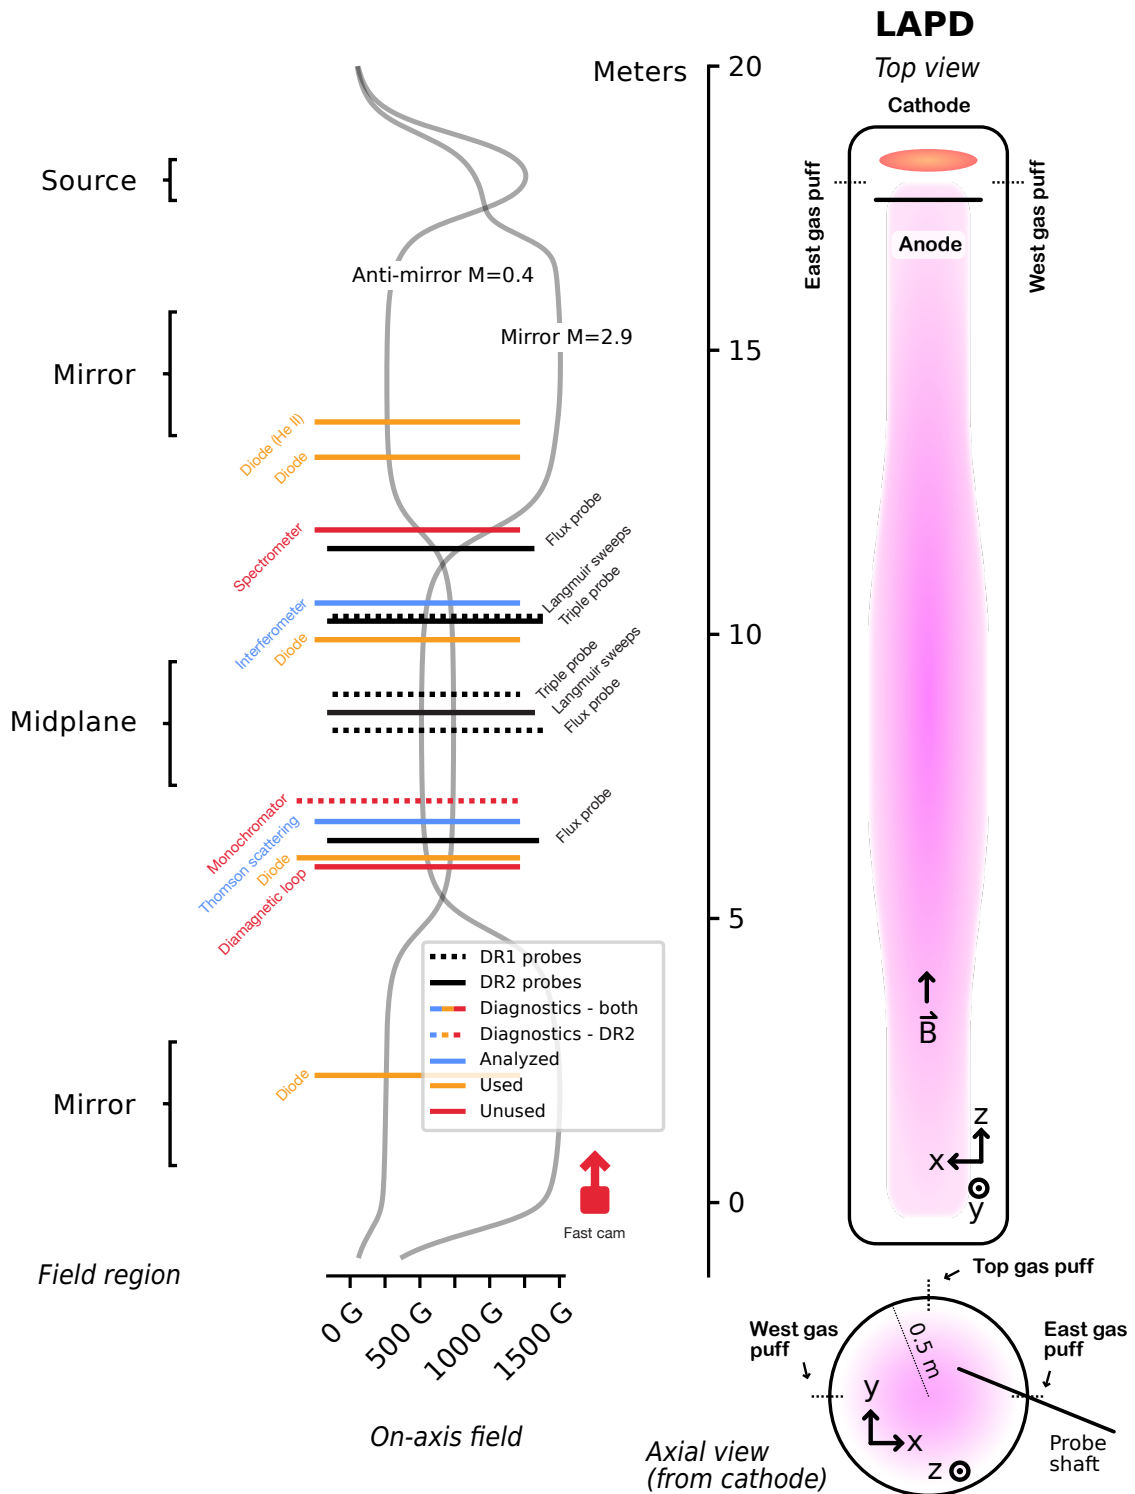 LAPD
Top view
Cathode
Meters
20
15
10
5
0
Source
Mirror
Midplane
Mirror
Field region
Anti-mirror M=0.4
Mirror M=2.9
East gas puff
West gas puff
Anode
Diode (He II)
Diode
Spectrometer
Flux probe
Langmuir sweeps
Triple probe
Interferometer
Diode
Triple probe
Langmuir sweeps
Flux probe
Monochromator
Thomson scattering
Diode
Diamagnetic loop
Flux probe
DR1 probes
DR2 probes
Diagnostics - both
Diagnostics - DR2
Analyzed
Used
Unused
Diode
Fast cam
B⃗
z
x
y
0 G
500 G
1000 G
1500 G
On-axis field
Top gas puff
West gas
puff
East gas
puff
0.5 m
y
x
z
Probe
shaft
Axial view
(from cathode)